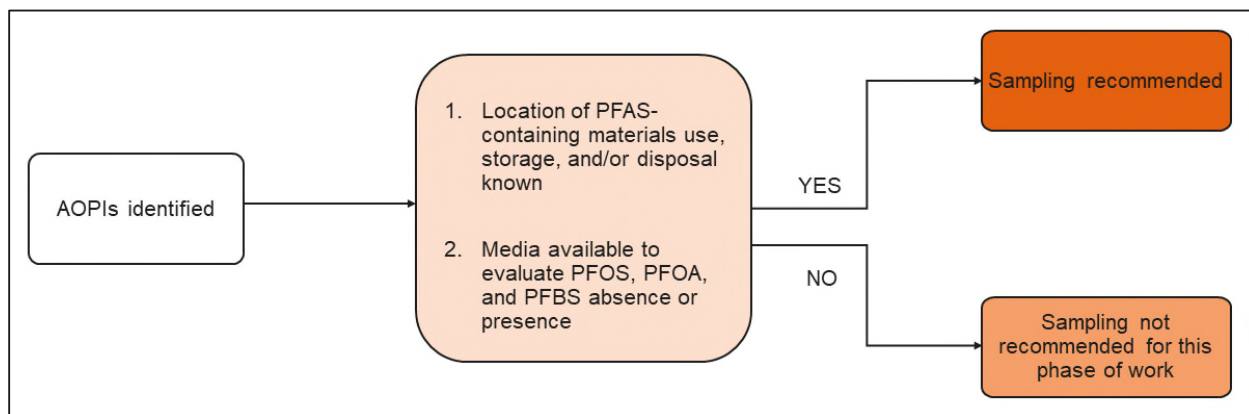 AOPIs identified
1. Location of PFAS-
containing materials use,
storage, and/or disposal
known
2. Media available to
evaluate PFOS, PFOA,
and PFBS absence or
presence
YES
NO
Sampling recommended
Sampling not
recommended for this
phase of work